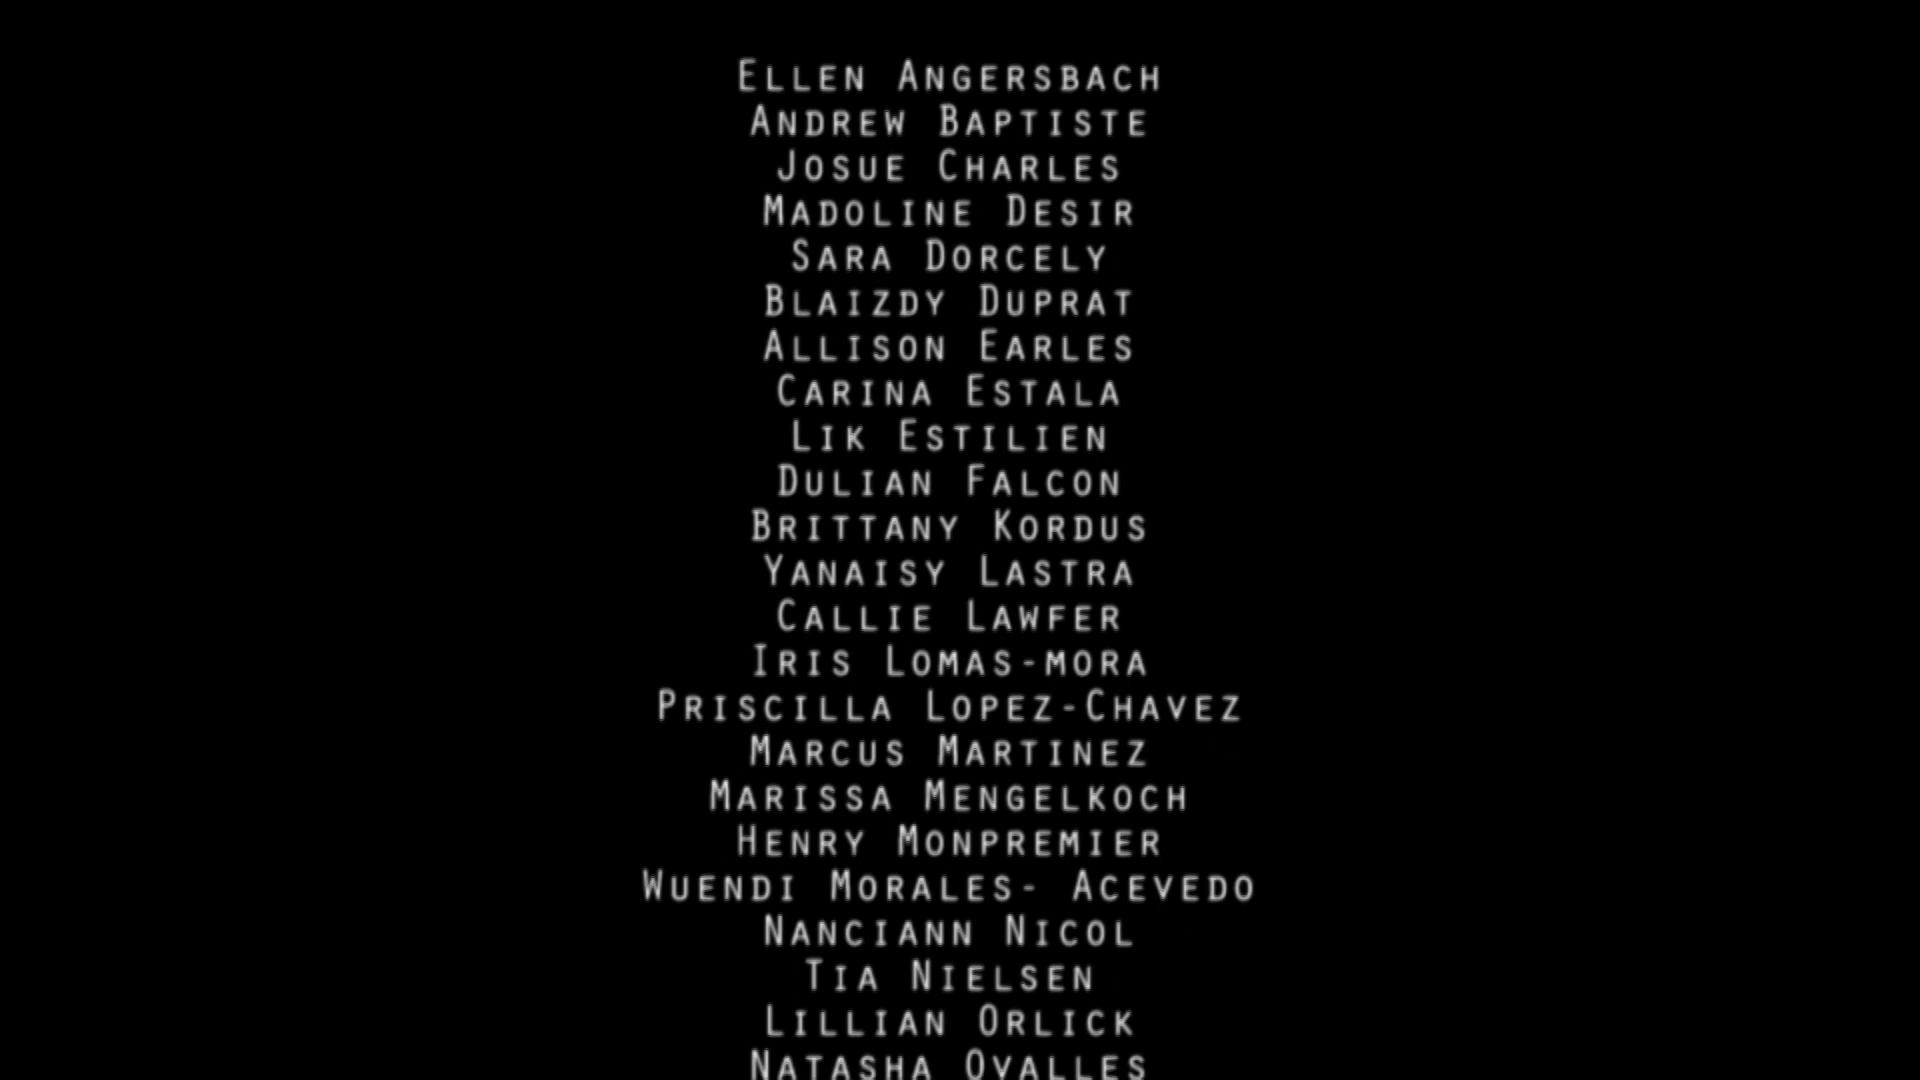 Ellen Angersbach
Andrew Baptiste
Josue Charles
Madoline Desir
Sara Dorcely
Blaizdy Duprat
Allison Earles
Carina Estala
Lik Estilien
Dulian Falcon
Brittany Kordus
Yanaisy Lastra
Callie Lawfer
Iris Lomas-mora
Priscilla Lopez-Chavez
Marcus Martinez
Marissa Mengelkoch
Henry Monpremier
Wuendi Morales- Acevedo
Nanciann Nicol
Tia Nielsen
Lillian Orlick
Natasha Ovalles